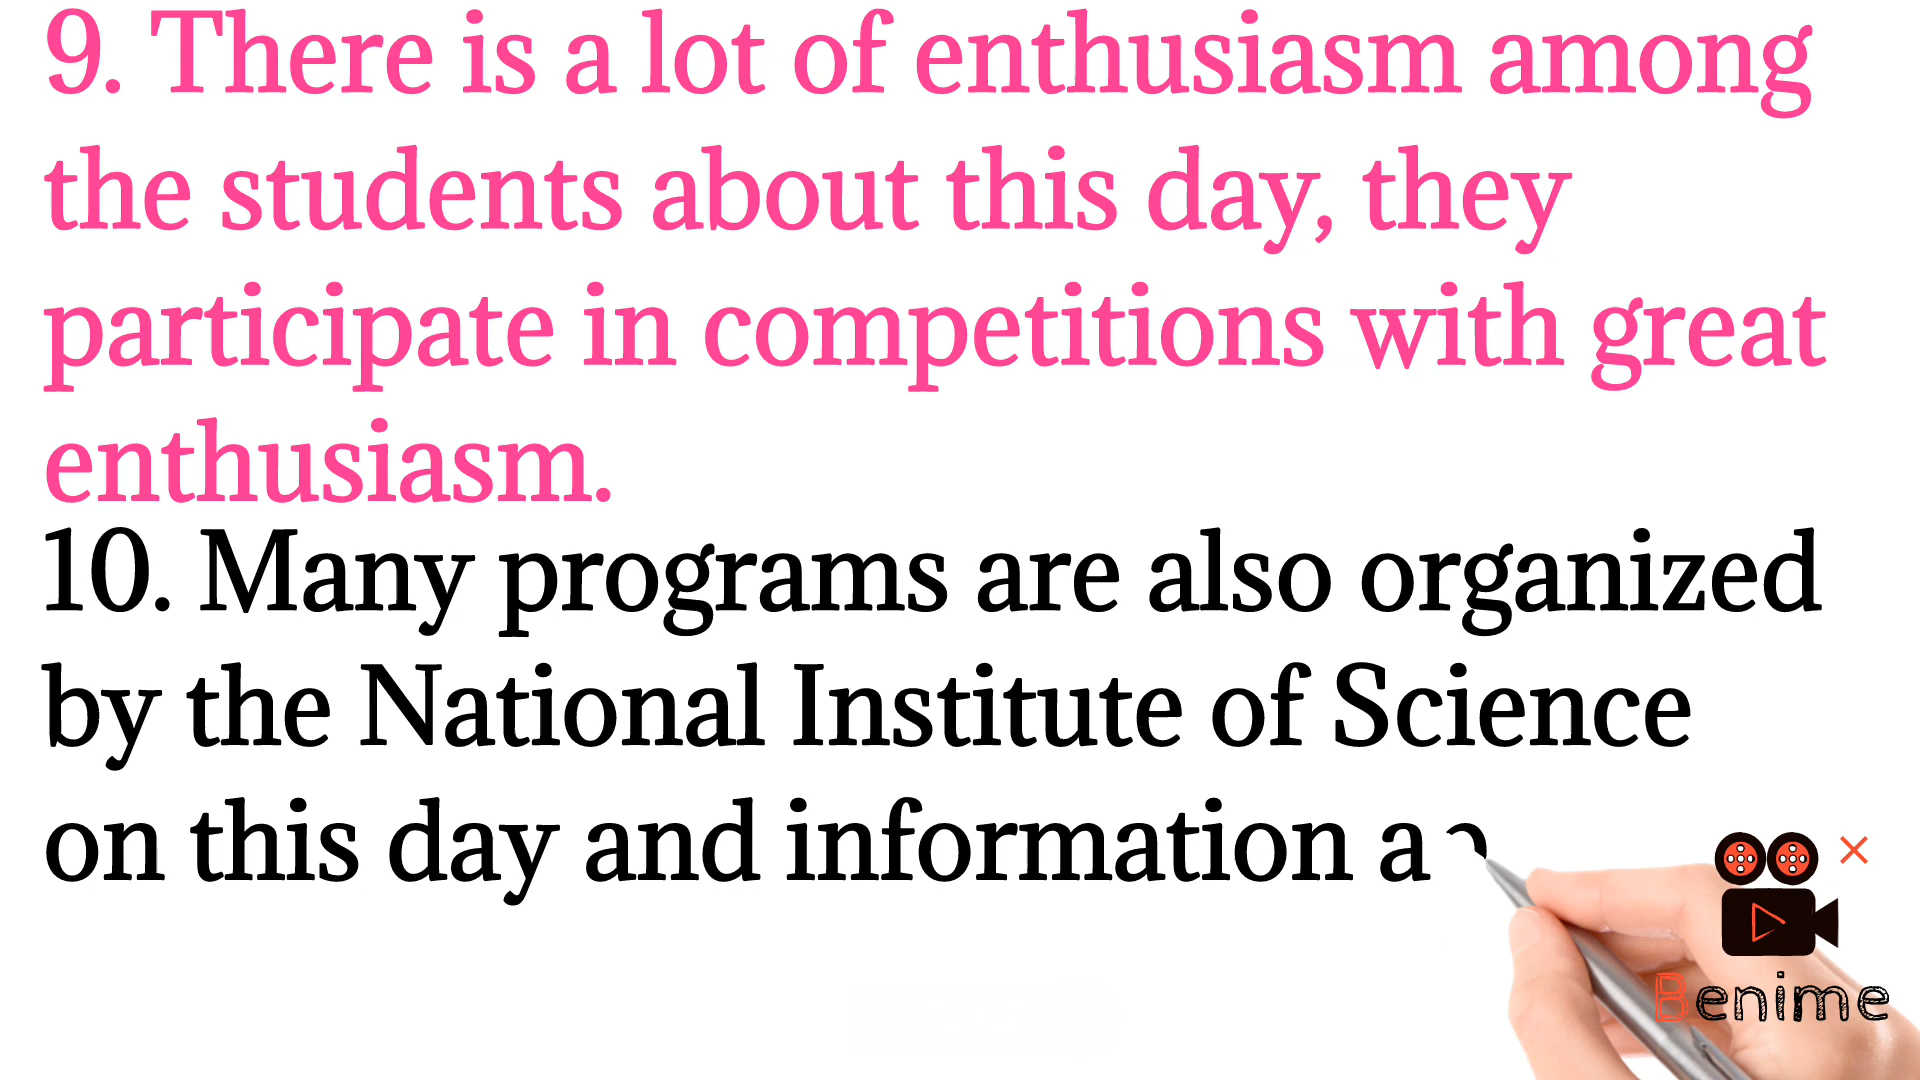 9. There is a lot of enthusiasm among
the students about this day, they
participate in competitions with great
enthusiasm.
10. Many programs are also organized
by the National Institute of Science
on this day and information a
Benime